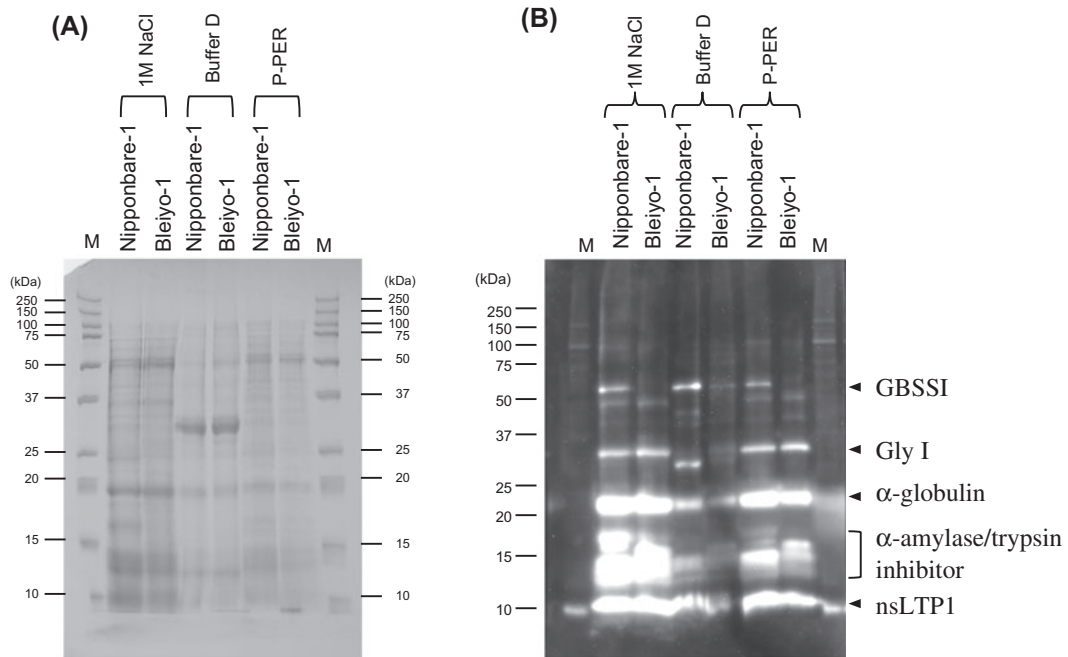 (A)
1M NaCl
Buffer D
P-PER
Nipponbare-1
Bleiyo-1
Nipponbare-1
Bleiyo-1
Nipponbare-1
Bleiyo-1
M
M
(kDa)
250
150
100
75
50
37
25
20
15
10
(kDa)
250
150
100
75
50
37
25
20
15
10
(B)
1M NaCl
Buffer D
P-PER
Nipponbare-1
Bleiyo-1
Nipponbare-1
Bleiyo-1
Nipponbare-1
Bleiyo-1
M
M
(kDa)
250
150
100
75
50
37
25
20
15
10
GBSSI
Gly I
α-globulin
α-amylase/trypsin
inhibitor
nsLTP1